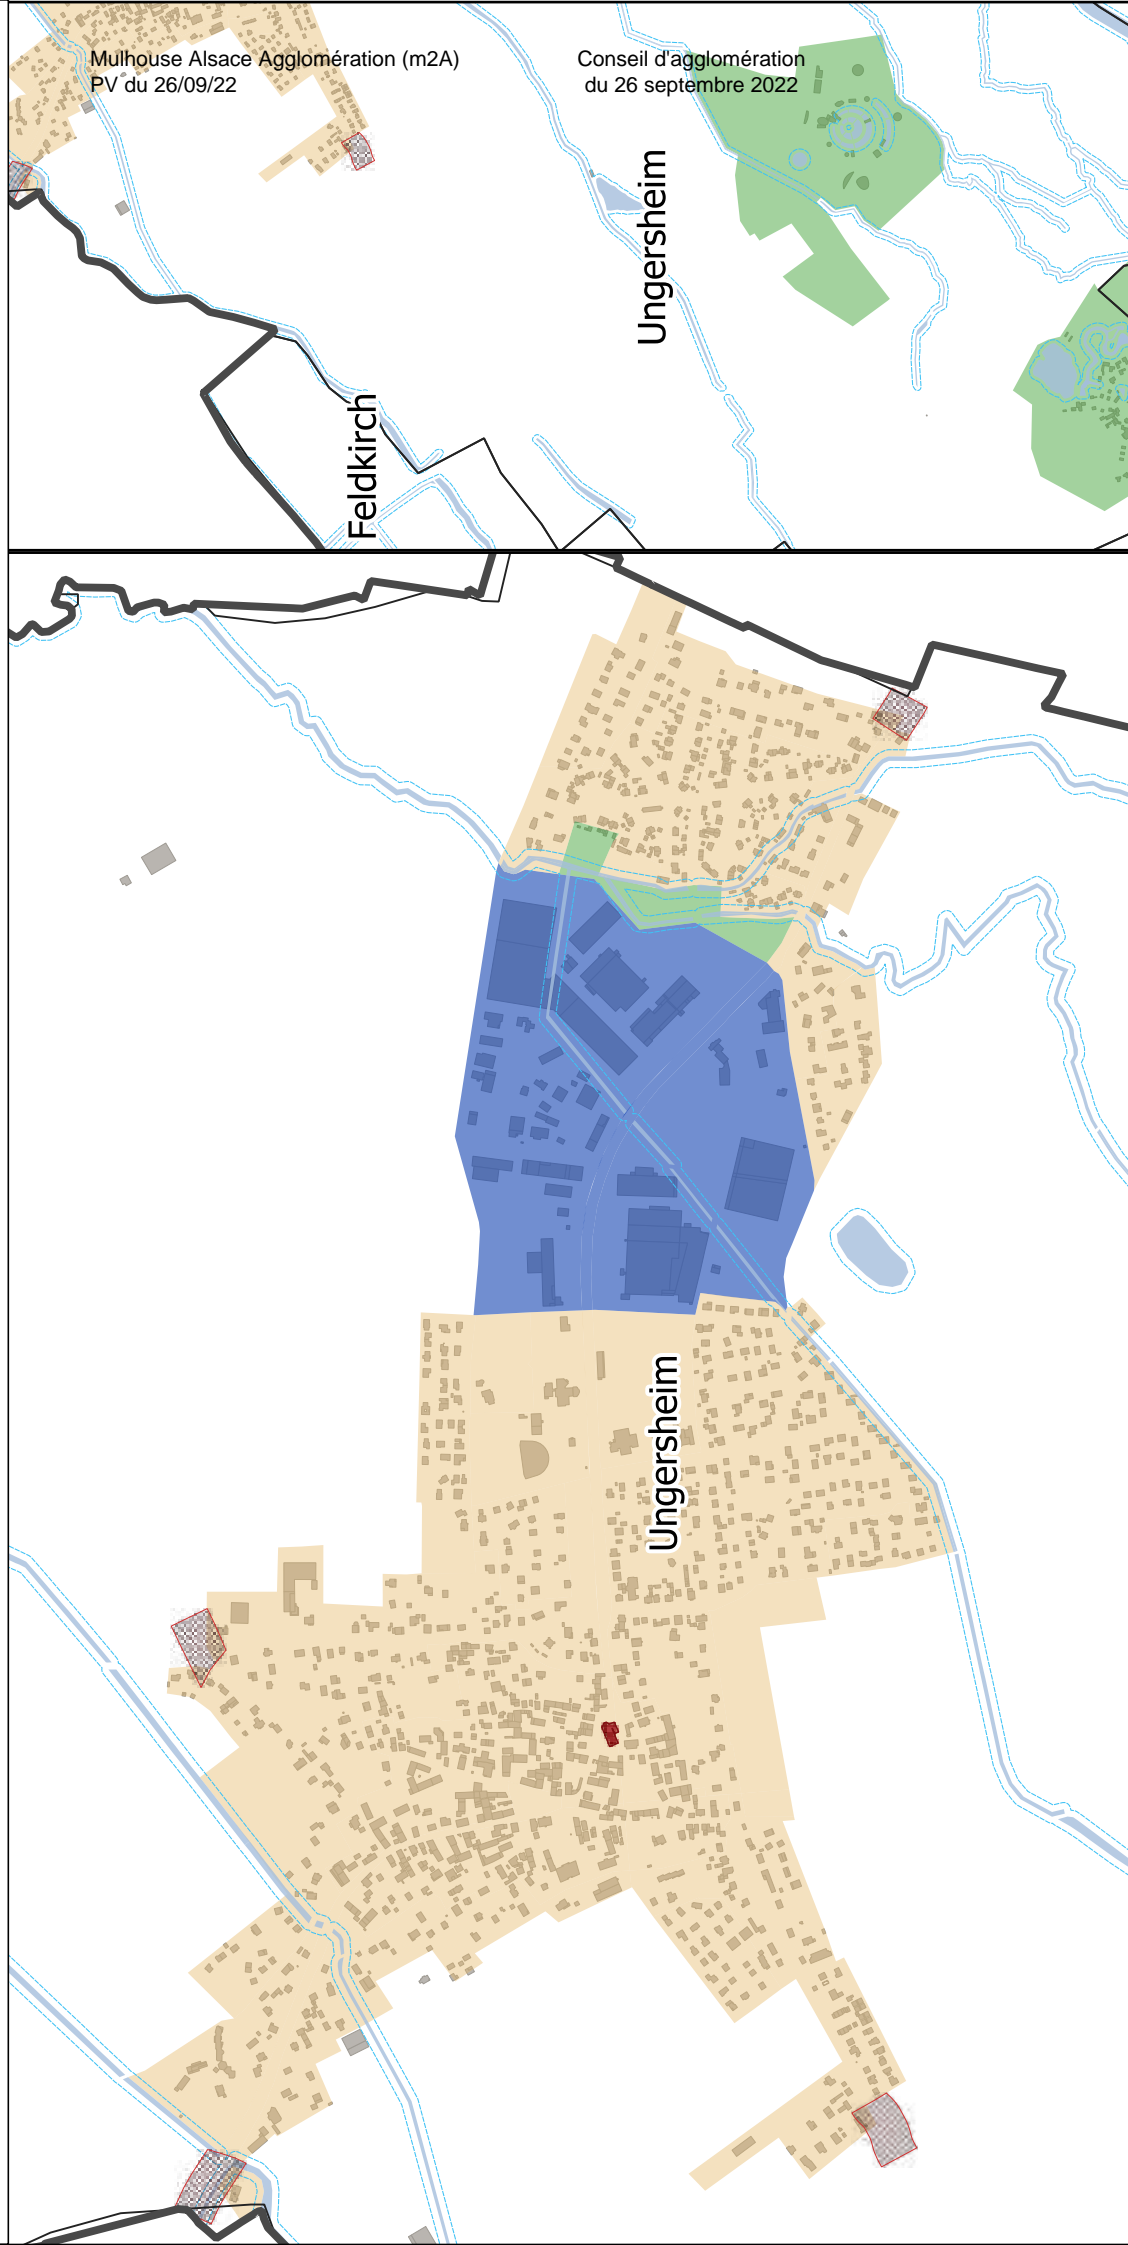 Mulhouse Alsace Agglomération (m2A)
PV du 26/09/22
Conseil d'agglomération
du 26 septembre 2022
Ungersheim
Feldkirch
Ungersheim